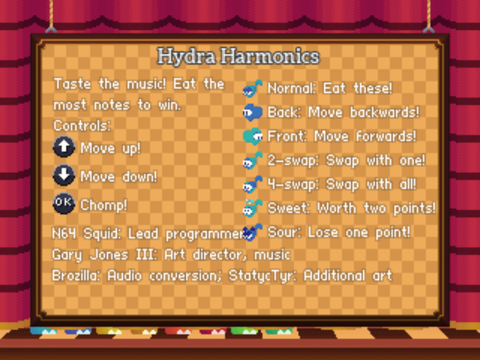 Hydra Harmonics
Taste the music! Eat the
most notes to win.
Controls:
Move up!
Move down!
OK Chomp!
Normal: Eat these!
Back: Move backwards!
Front: Move forwards!
2-swap: Swap with one!
4-swap: Swap with all!
Sweet: Worth two points!
Sour: Lose one point!
N64 Squid: Lead programmer
Gary Jones III: Art director, music
Brozilla: Audio conversion; StatycTyr: Additional art